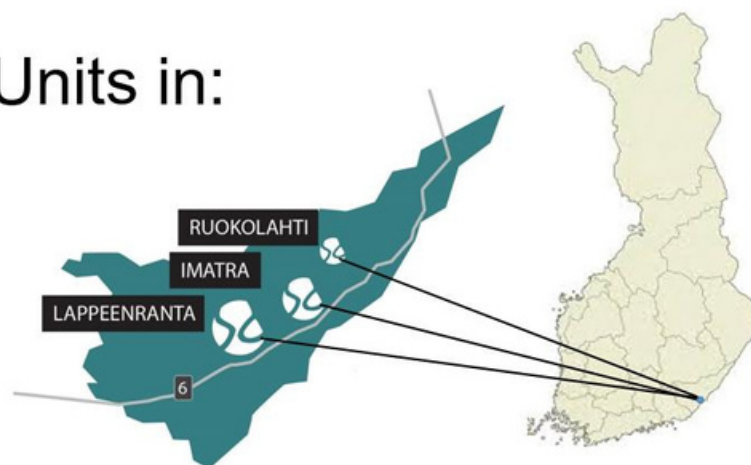 Units in:
RUOKOLAHTI
IMATRA
LAPPEENRANTA
6